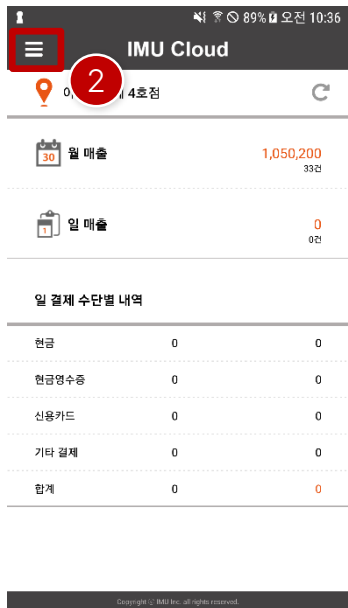 89% 오전 10:36
IMU Cloud
2
4호점
30 월 매출 1,050,200
33건
1 일 매출 0
0건
일 결제 수단별 내역
현금 0 0
현금영수증 0 0
신용카드 0 0
기타 결제 0 0
합계 0 0
Copyright ⓒ IMU Inc. all rights reserved.